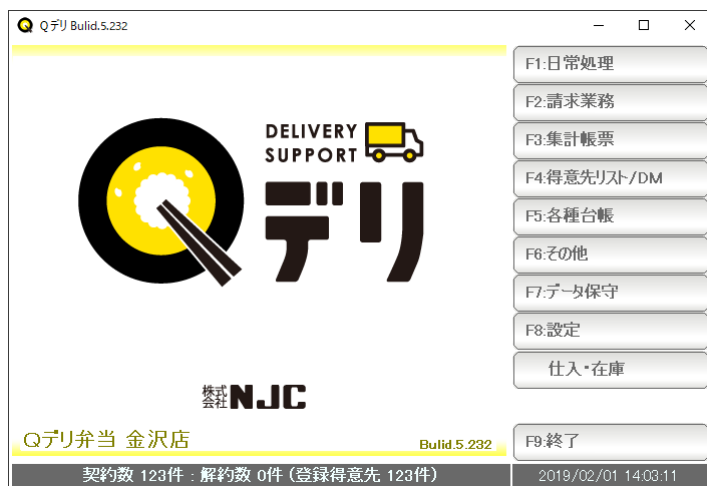 Qデリ Bulid.5.232
DELIVERY
SUPPORT
Qデリ
株式会社NJC
Qデリ弁当 金沢店
Bulid.5.232
契約数 123件 : 解約数 0件 (登録得意先 123件)
F1:日常処理
F2:請求業務
F3:集計帳票
F4:得意先リスト/DM
F5:各種台帳
F6:その他
F7:データ保守
F8:設定
仕入・在庫
F9:終了
2019/02/01 14:03:11